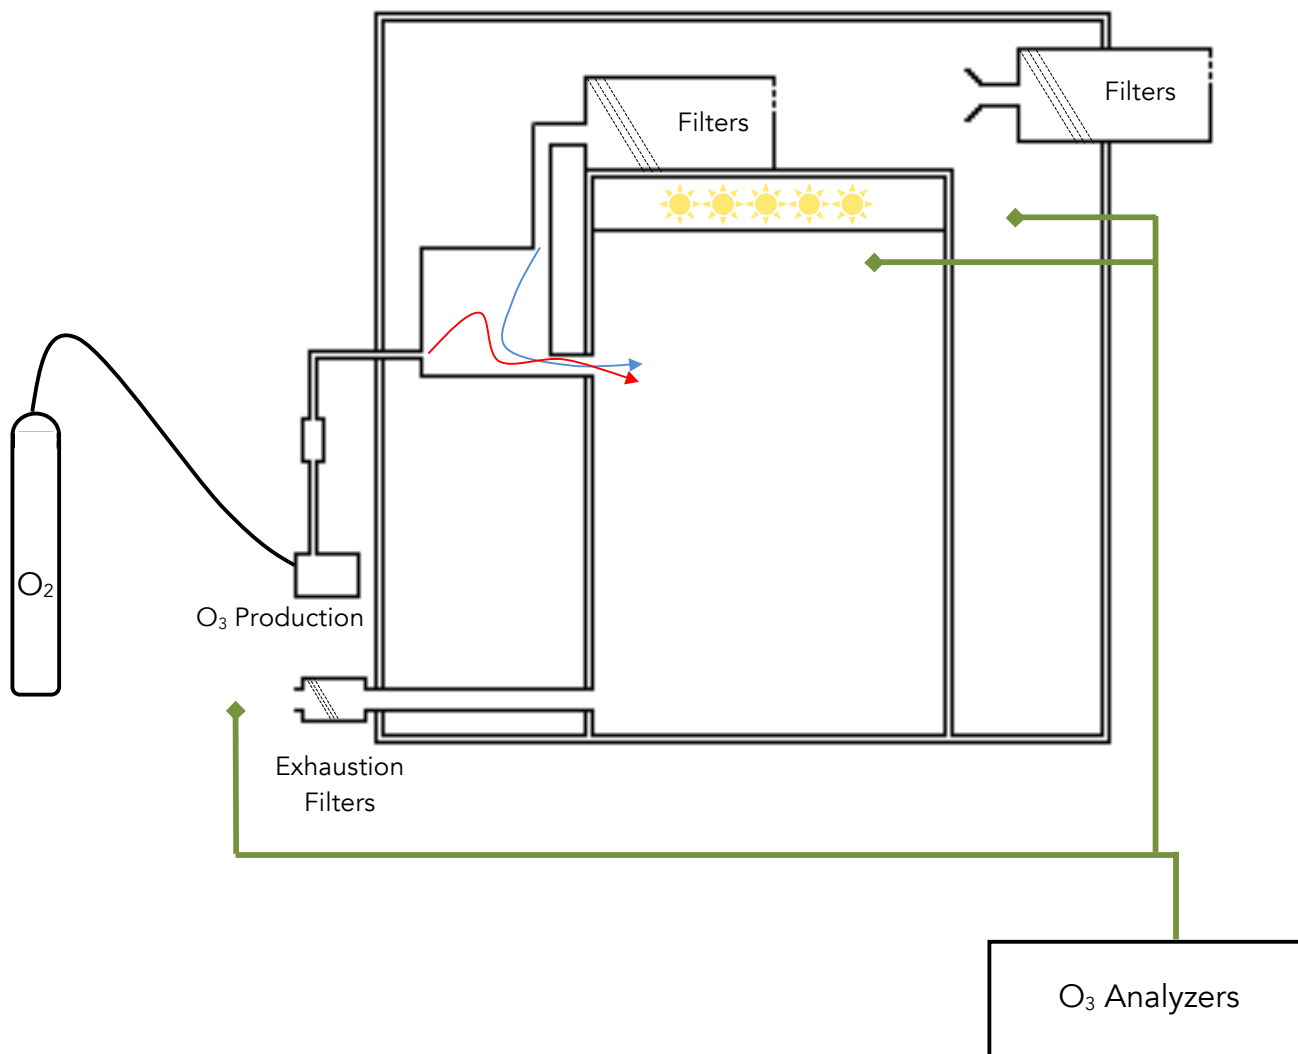 Filters
Filters
O₂
O₃ Production
Exhaustion
Filters
O₃ Analyzers